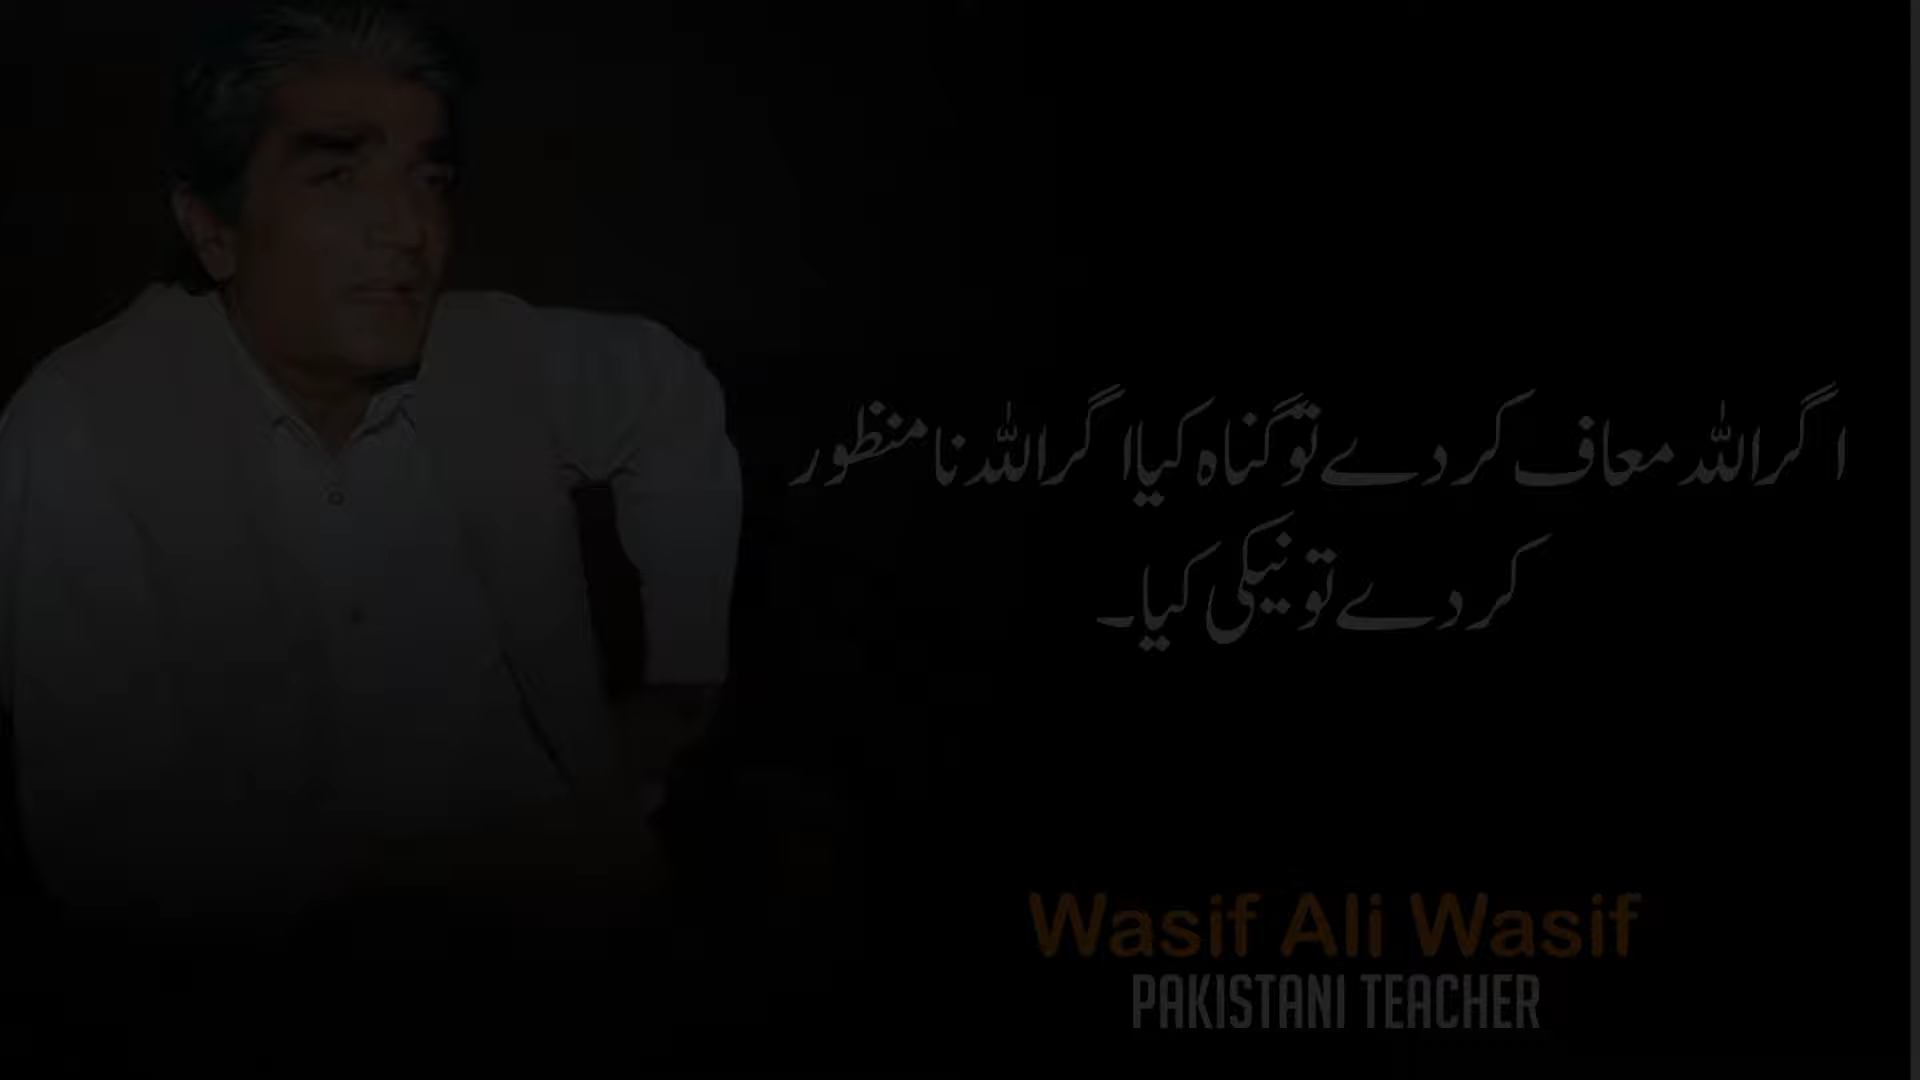 اگر اللہ معاف کر دے تو گناہ کیا اگر اللہ نا منظور
کر دے تو نیکی کیا۔
Wasif Ali Wasif
PAKISTANI TEACHER